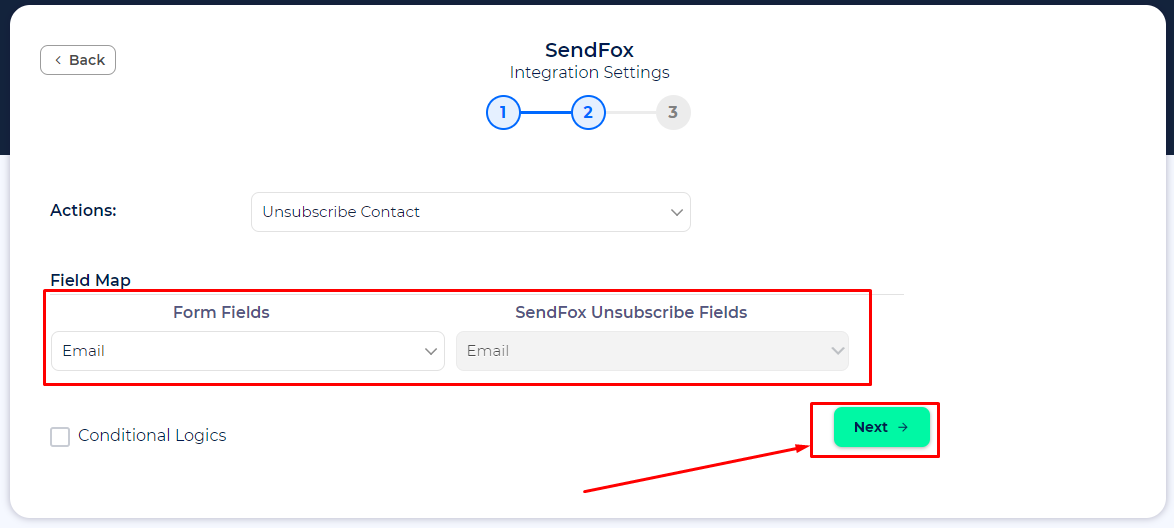 Back
SendFox
Integration Settings
1 2 3
Actions: Unsubscribe Contact
Field Map
Form Fields SendFox Unsubscribe Fields
Email Email
Conditional Logics
Next